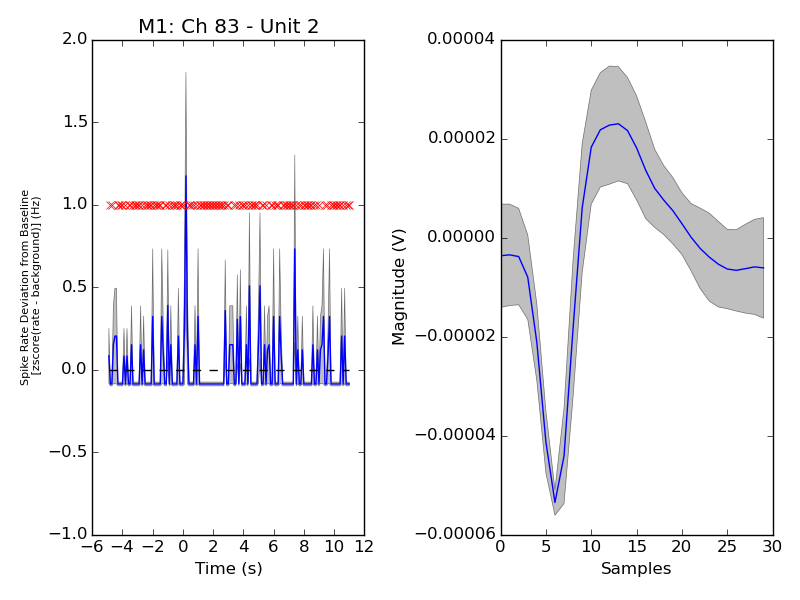 M1: Ch 83 - Unit 2
2.0
1.5
1.0
0.5
0.0
−0.5
−1.0
−6 −4 −2 0 2 4 6 8 10 12
Time (s)
Spike Rate Deviation from Baseline
[zscore(rate - background)] (Hz)
0.00004
0.00002
0.00000
−0.00002
−0.00004
−0.00006
0 5 10 15 20 25 30
Samples
Magnitude (V)